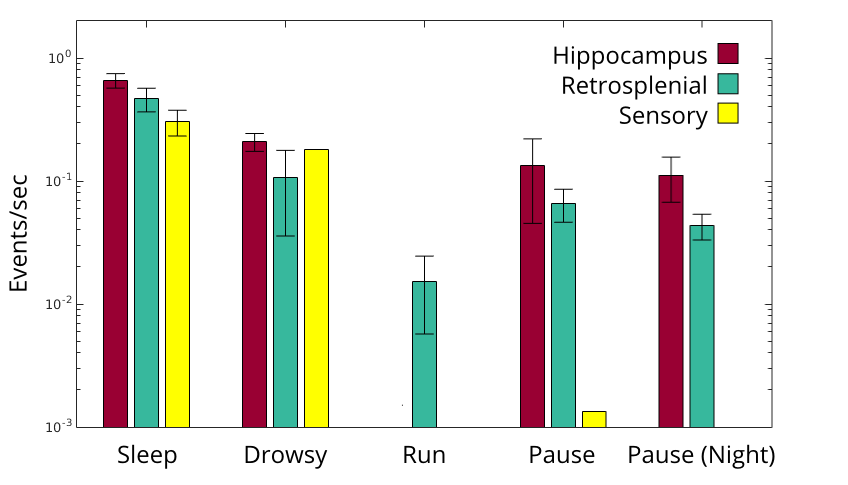 10^0
10^-1
10^-2
10^-3
Events/sec
Hippocampus
Retrosplenial
Sensory
Sleep Drowsy Run Pause Pause (Night)